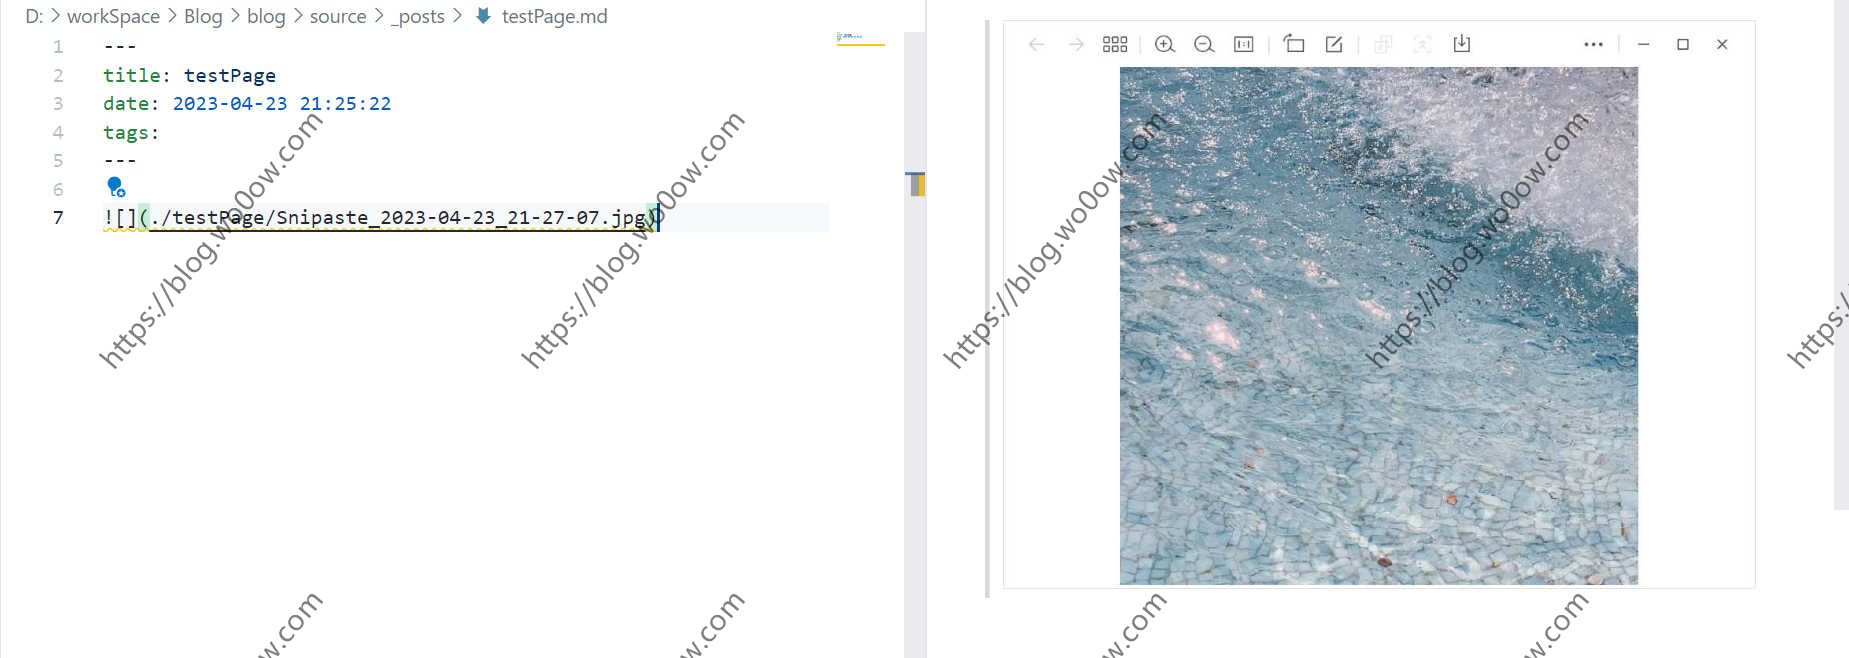 D: > workSpace > Blog > blog > source > _posts > testPage.md
1 ---
2 title: testPage
3 date: 2023-04-23 21:25:22
4 tags:
5 ---
6
7 ![](./testPage/Snipaste_2023-04-23_21-27-07.jpg)
1:1
https://blog.wo0ow.com
https://blog.wo0ow.com
https://blog.wo0ow.com
https://blog.wo0ow.com
https:/
w.com
w.com
w.com
w.com